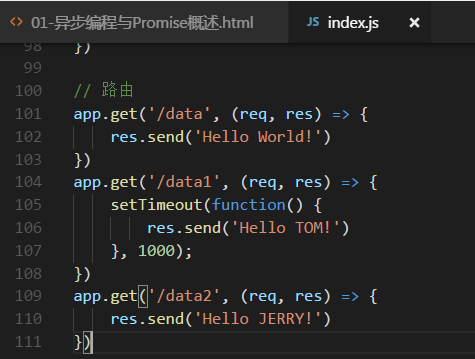 01-异步编程与Promise概述.html
JS index.js ×
98 })
99
100 // 路由
101 app.get('/data', (req, res) => {
102 res.send('Hello World!')
103 })
104 app.get('/data1', (req, res) => {
105 setTimeout(function() {
106 res.send('Hello TOM!')
107 }, 1000);
108 })
109 app.get('/data2', (req, res) => {
110 res.send('Hello JERRY!')
111 })